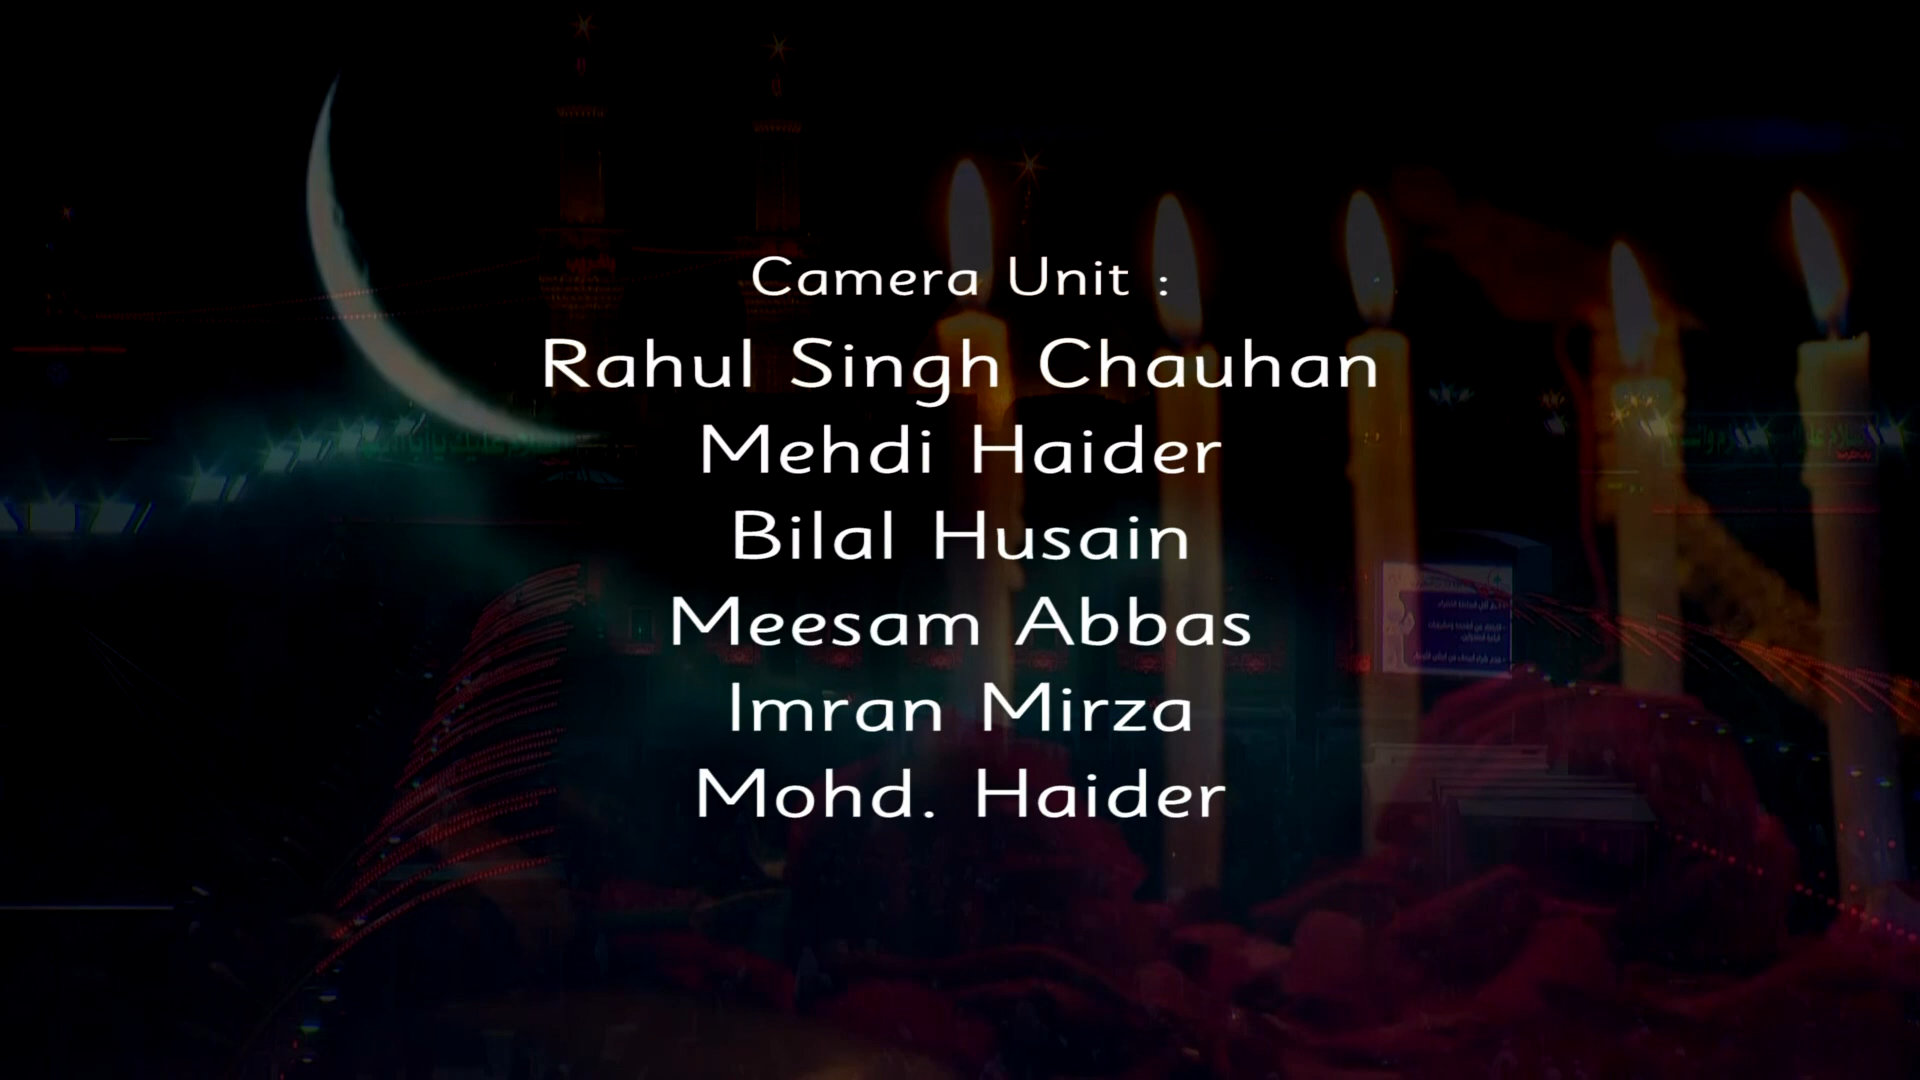 Camera Unit :
Rahul Singh Chauhan
Mehdi Haider
Bilal Husain
Meesam Abbas
Imran Mirza
Mohd. Haider